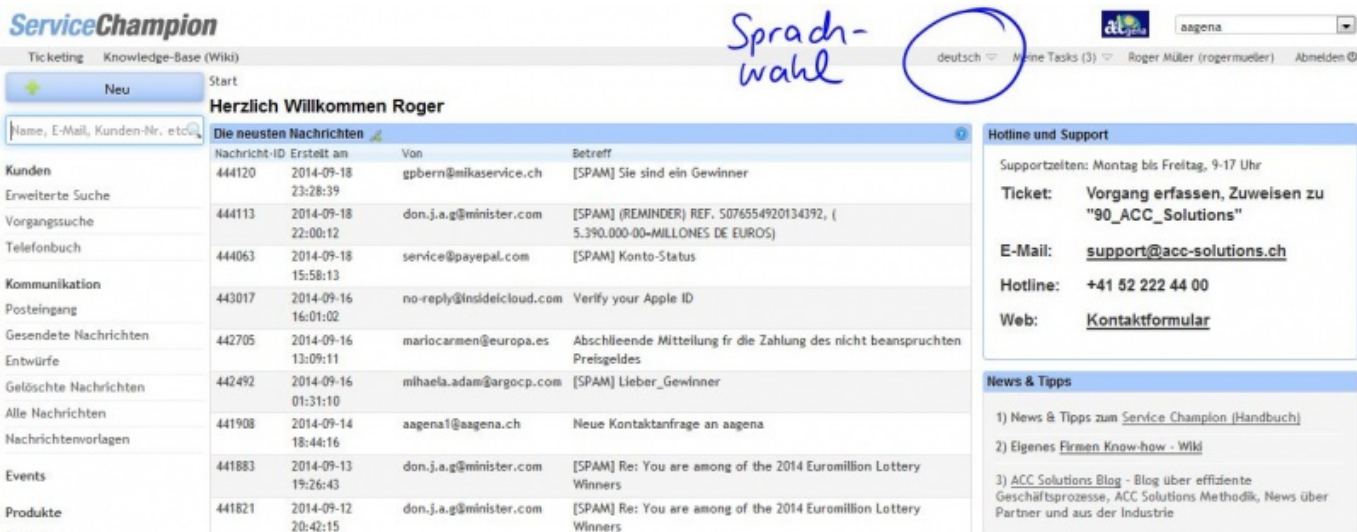 ServiceChampion
Sprach-
wahl
aagena
Ticketing Knowledge-Base (Wiki)
deutsch Meine Tasks (3) Roger Müller (rogermueller) Abmelden
Neu
Name, E-Mail, Kunden-Nr. etc.
Kunden
Erweiterte Suche
Vorgangssuche
Telefonbuch
Kommunikation
Posteingang
Gesendete Nachrichten
Entwürfe
Gelöschte Nachrichten
Alle Nachrichten
Nachrichtenvorlagen
Events
Produkte
Start
Herzlich Willkommen Roger
Die neusten Nachrichten
Nachricht-ID Erstellt am Von Betreff
444120 2014-09-18 gpbern@mikaservice.ch [SPAM] Sie sind ein Gewinner
23:28:39
444113 2014-09-18 don.j.a.g@minister.com [SPAM] (REMINDER) REF. S076554920134392, (
22:00:12 5.390.000-00=MILLONES DE EUROS)
444063 2014-09-18 service@payepal.com [SPAM] Konto-Status
15:58:13
443017 2014-09-16 no-reply@insideicloud.com Verify your Apple ID
16:01:02
442705 2014-09-16 mariocarmen@europa.es Abschlieende Mitteilung fr die Zahlung des nicht beanspruchten
13:09:11 Preisgeldes
442492 2014-09-16 mihaela.adam@argocp.com [SPAM] Lieber_Gewinner
01:31:10
441908 2014-09-14 aagena1@aagena.ch Neue Kontaktanfrage an aagena
18:44:16
441883 2014-09-13 don.j.a.g@minister.com [SPAM] Re: You are among of the 2014 Euromillion Lottery
19:26:43 Winners
441821 2014-09-12 don.j.a.g@minister.com [SPAM] Re: You are among of the 2014 Euromillion Lottery
20:42:15 Winners
Hotline und Support
Supportzeiten: Montag bis Freitag, 9-17 Uhr
Ticket: Vorgang erfassen, Zuweisen zu
"90_ACC_Solutions"
E-Mail: support@acc-solutions.ch
Hotline: +41 52 222 44 00
Web: Kontaktformular
News & Tipps
1) News & Tipps zum Service Champion (Handbuch)
2) Eigenes Firmen Know-how - Wiki
3) ACC Solutions Blog - Blog über effiziente
Geschäftsprozesse, ACC Solutions Methodik, News über
Partner und aus der Industrie